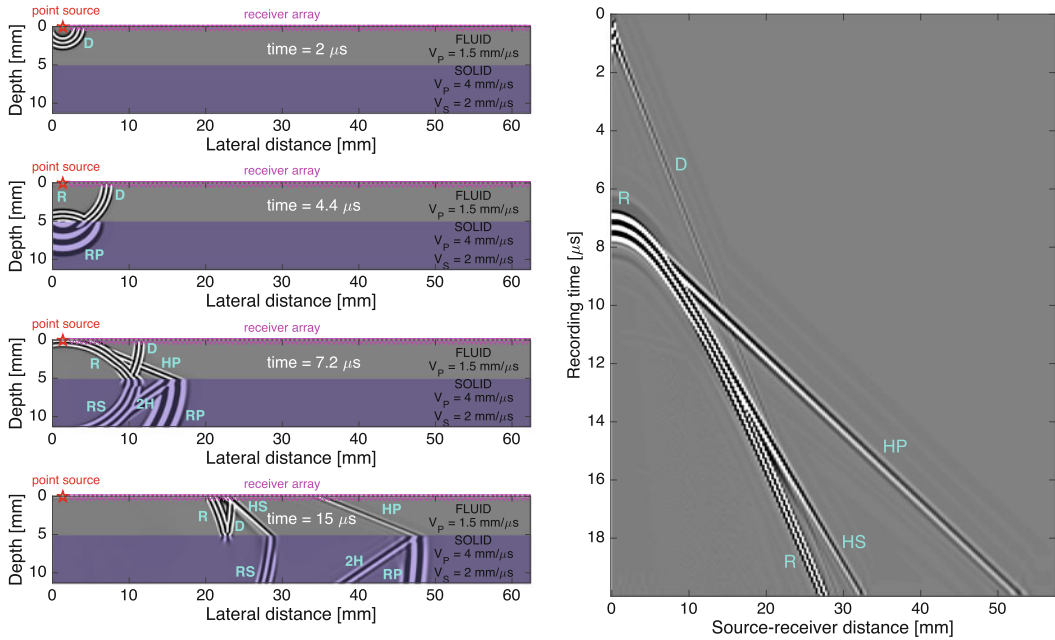 point source
receiver array
Depth [mm]
0
5
10
D
time = 2 μs
FLUID
V_P = 1.5 mm/μs
SOLID
V_P = 4 mm/μs
V_S = 2 mm/μs
0 10 20 30 40 50 60
Lateral distance [mm]
point source
receiver array
Depth [mm]
0
5
10
R
D
RP
time = 4.4 μs
FLUID
V_P = 1.5 mm/μs
SOLID
V_P = 4 mm/μs
V_S = 2 mm/μs
0 10 20 30 40 50 60
Lateral distance [mm]
point source
receiver array
Depth [mm]
0
5
10
R
D
HP
RS
2H
RP
time = 7.2 μs
FLUID
V_P = 1.5 mm/μs
SOLID
V_P = 4 mm/μs
V_S = 2 mm/μs
0 10 20 30 40 50 60
Lateral distance [mm]
point source
receiver array
Depth [mm]
0
5
10
R
D
HS
HP
RS
2H
RP
time = 15 μs
FLUID
V_P = 1.5 mm/μs
SOLID
V_P = 4 mm/μs
V_S = 2 mm/μs
0 10 20 30 40 50 60
Lateral distance [mm]
Recording time [μs]
0
2
4
6
8
10
12
14
16
18
D
R
HP
HS
R
0 10 20 30 40 50
Source-receiver distance [mm]